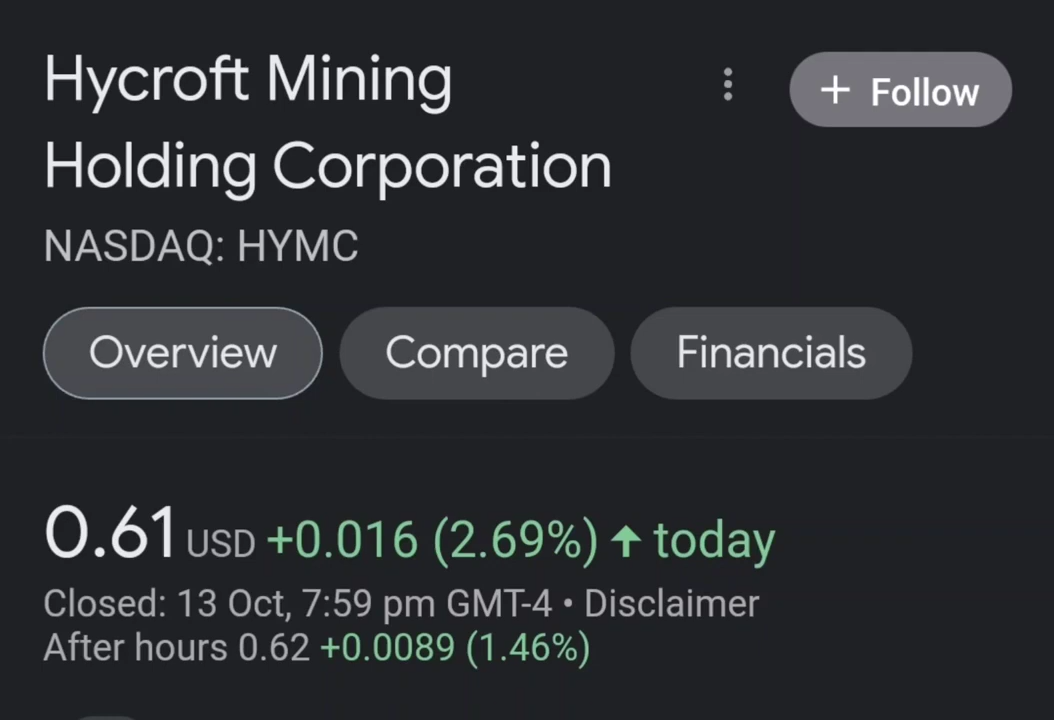 Hycroft Mining
Holding Corporation
+ Follow
NASDAQ: HYMC
Overview
Compare
Financials
0.61 USD +0.016 (2.69%) ↑ today
Closed: 13 Oct, 7:59 pm GMT-4 • Disclaimer
After hours 0.62 +0.0089 (1.46%)